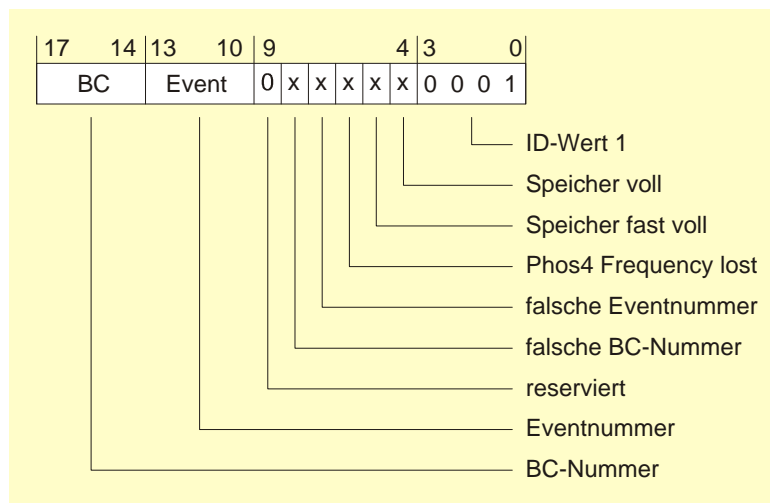 17 14 13 10 9 4 3 0
BC Event 0 x x x x x 0 0 0 1
ID-Wert 1
Speicher voll
Speicher fast voll
Phos4 Frequency lost
falsche Eventnummer
falsche BC-Nummer
reserviert
Eventnummer
BC-Nummer